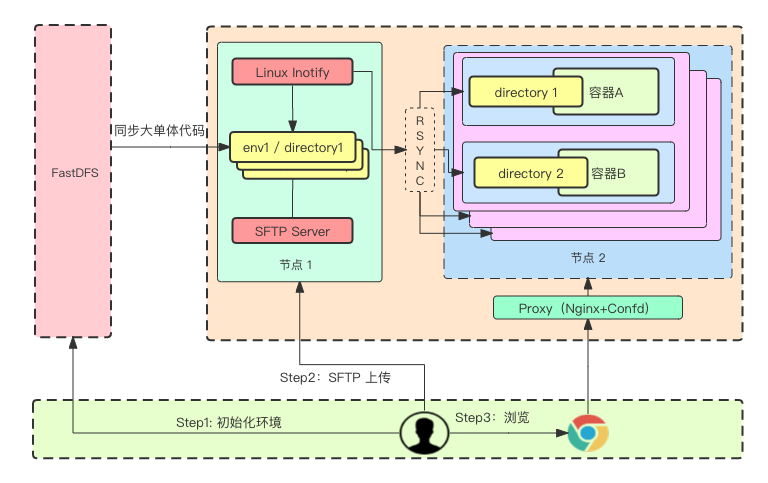 FastDFS
同步大单体代码
Linux Inotify
env1 / directory1
SFTP Server
节点 1
R
S
Y
N
C
directory 1
容器A
directory 2
容器B
节点 2
Proxy（Nginx+Confd）
Step2：SFTP 上传
Step1: 初始化环境
Step3：浏览